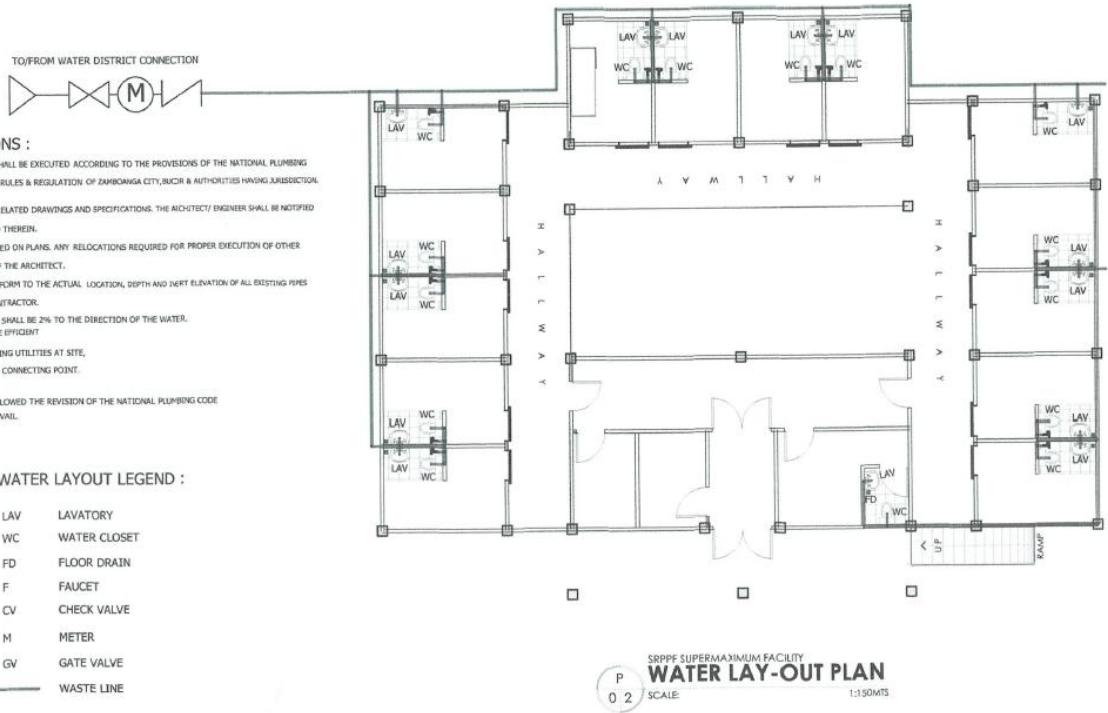 TO/FROM WATER DISTRICT CONNECTION
M
NS :
HALL BE EXECUTED ACCORDING TO THE PROVISIONS OF THE NATIONAL PLUMBING
RULES & REGULATION OF ZAMBOANGA CITY, BUCOR & AUTHORITIES HAVING JURISDICTION.
ELATED DRAWINGS AND SPECIFICATIONS. THE ARCHITECT/ ENGINEER SHALL BE NOTIFIED
THEREIN.
ED ON PLANS. ANY RELOCATIONS REQUIRED FOR PROPER EXECUTION OF OTHER
THE ARCHITECT.
FORM TO THE ACTUAL LOCATION, DEPTH AND INERT ELEVATION OF ALL EXISTING PIPES
NTRACTOR.
SHALL BE 2% TO THE DIRECTION OF THE WATER.
E EFFICIENT
ING UTILITIES AT SITE,
CONNECTING POINT.
LOWED THE REVISION OF THE NATIONAL PLUMBING CODE
VAIL.
WATER LAYOUT LEGEND :
LAV LAVATORY
WC WATER CLOSET
FD FLOOR DRAIN
F FAUCET
CV CHECK VALVE
M METER
GV GATE VALVE
WASTE LINE
LAV LAV
WC WC
LAV LAV
WC WC
LAV
WC
LAV
WC
HALLWAY
HALLWAY
HALLWAY
WC
LAV
LAV
WC
WC
LAV
LAV
WC
WC
LAV
WC
LAV
LAV
WC
LAV
WC
WC
LAV
WC
LAV
LAV
FD
WC
UP
RAMP
P
0 2
SRPPF SUPERMAXIMUM FACILITY
WATER LAY-OUT PLAN
SCALE: 1:150MTS